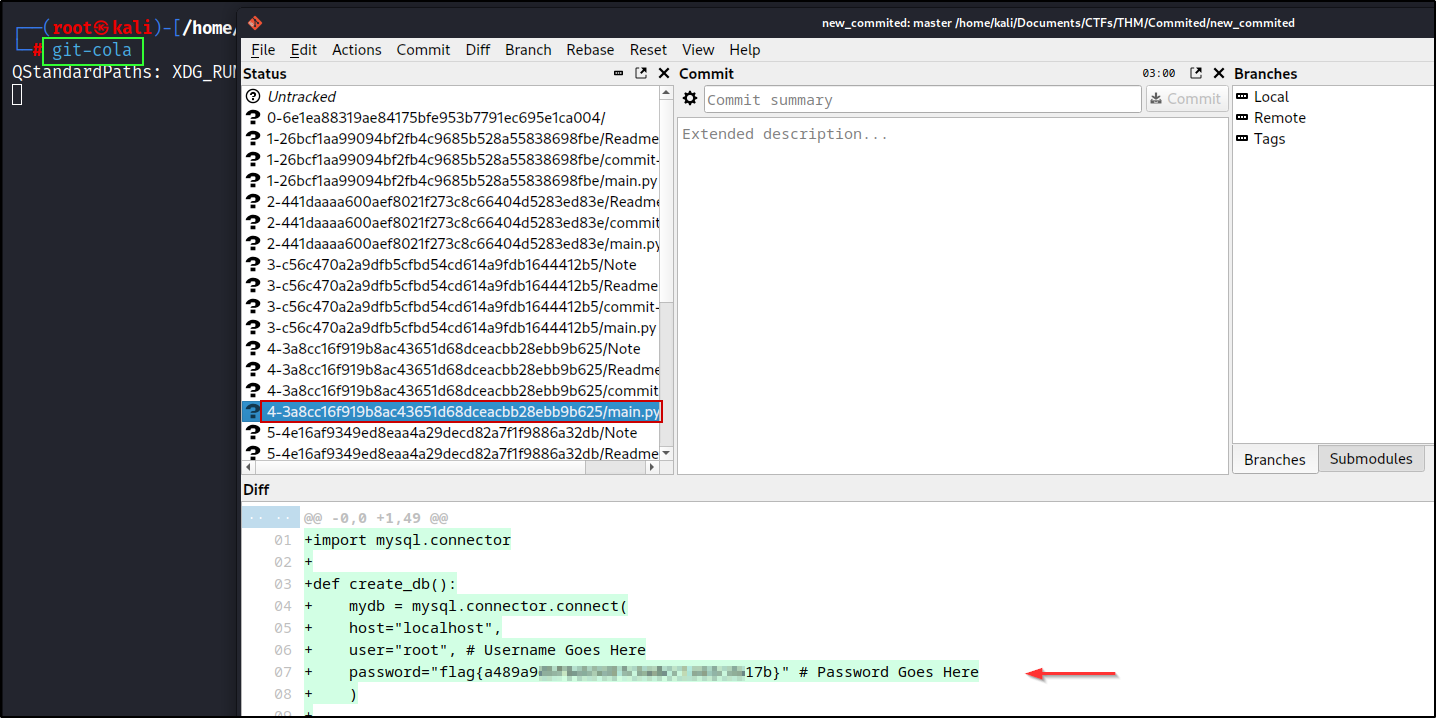 ┌──(root㉿kali)-[/home/
└─# git-cola
QStandardPaths: XDG_RUN
new_commited: master /home/kali/Documents/CTFs/THM/Commited/new_commited
File Edit Actions Commit Diff Branch Rebase Reset View Help
Status
Untracked
0-6e1ea88319ae84175bfe953b7791ec695e1ca004/
1-26bcf1aa99094bf2fb4c9685b528a55838698fbe/Readme
1-26bcf1aa99094bf2fb4c9685b528a55838698fbe/commit-
1-26bcf1aa99094bf2fb4c9685b528a55838698fbe/main.py
2-441daaaa600aef8021f273c8c66404d5283ed83e/Readme
2-441daaaa600aef8021f273c8c66404d5283ed83e/commit
2-441daaaa600aef8021f273c8c66404d5283ed83e/main.py
3-c56c470a2a9dfb5cfbd54cd614a9fdb1644412b5/Note
3-c56c470a2a9dfb5cfbd54cd614a9fdb1644412b5/Readme
3-c56c470a2a9dfb5cfbd54cd614a9fdb1644412b5/commit-
3-c56c470a2a9dfb5cfbd54cd614a9fdb1644412b5/main.py
4-3a8cc16f919b8ac43651d68dceacbb28ebb9b625/Note
4-3a8cc16f919b8ac43651d68dceacbb28ebb9b625/Readme
4-3a8cc16f919b8ac43651d68dceacbb28ebb9b625/commit
4-3a8cc16f919b8ac43651d68dceacbb28ebb9b625/main.py
5-4e16af9349ed8eaa4a29decd82a7f1f9886a32db/Note
5-4e16af9349ed8eaa4a29decd82a7f1f9886a32db/Readme
Commit
03:00
Commit summary
Commit
Extended description...
Branches
Local
Remote
Tags
Branches
Submodules
Diff
.. .. @@ -0,0 +1,49 @@
01 +import mysql.connector
02 +
03 +def create_db():
04 +    mydb = mysql.connector.connect(
05 +    host="localhost",
06 +    user="root", # Username Goes Here
07 +    password="flag{a489a9 17b}" # Password Goes Here
08 +    )
09 +